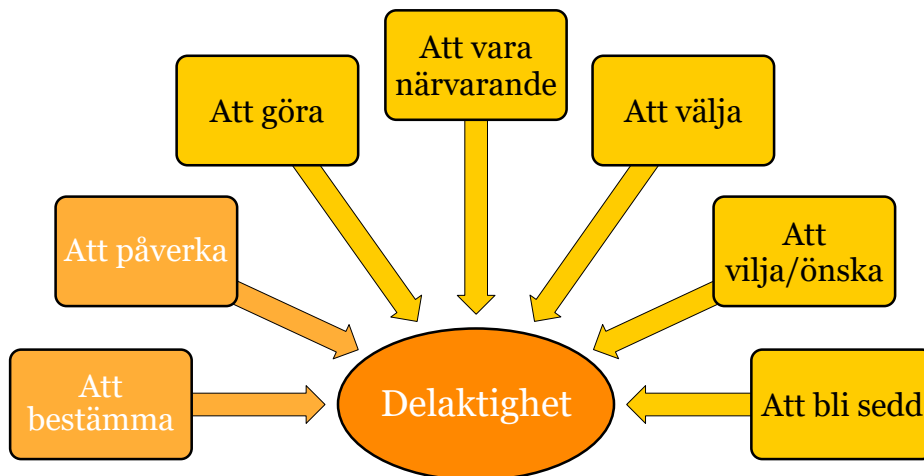 Att vara
närvarande
Att göra
Att välja
Att påverka
Att
vilja/önska
Att
bestämma
Delaktighet
Att bli sedd